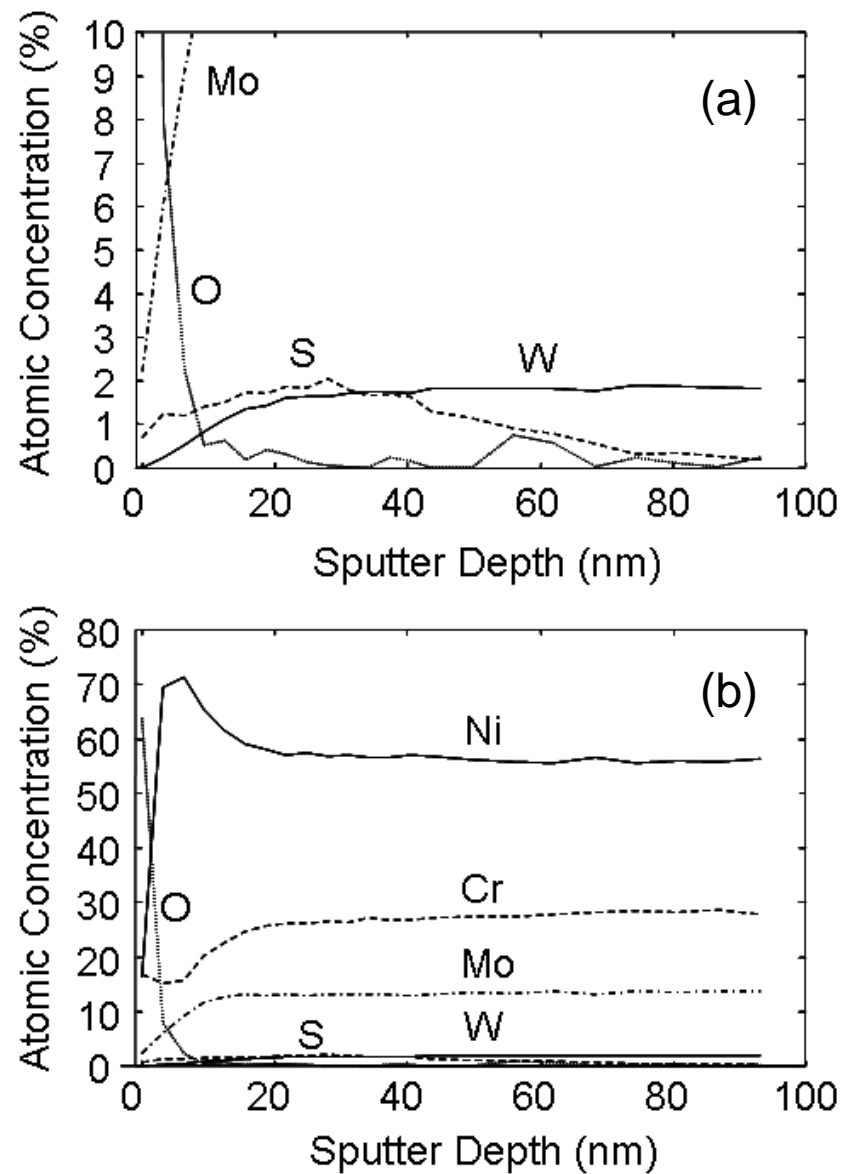 10
9
8
7
6
5
4
3
2
1
0
Atomic Concentration (%)
Mo
(a)
O
S
W
0 20 40 60 80 100
Sputter Depth (nm)
80
70
60
50
40
30
20
10
0
Atomic Concentration (%)
(b)
Ni
O
Cr
Mo
S
W
0 20 40 60 80 100
Sputter Depth (nm)